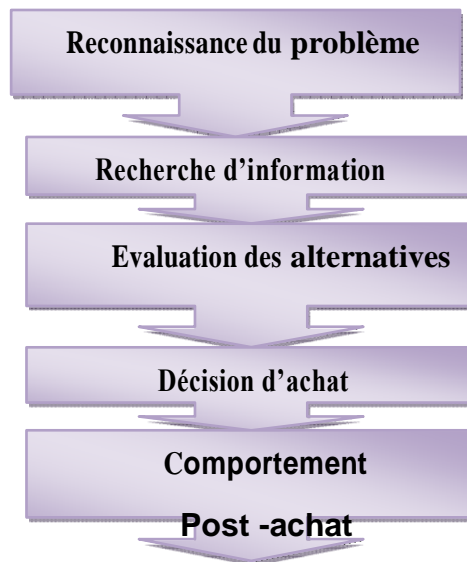 Reconnaissance du problème
Recherche d’information
Evaluation des alternatives
Décision d’achat
Comportement
Post -achat